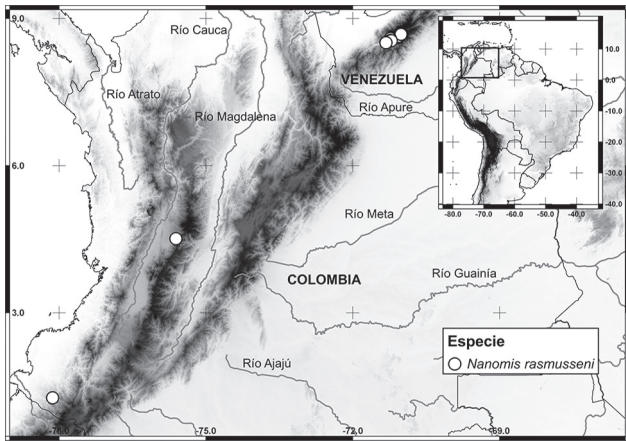 9.0
Río Cauca
Río Atrato
Río Magdalena
VENEZUELA
Río Apure
6.0
Río Meta
COLOMBIA
Río Guainía
3.0
Río Ajajú
Especie
Nanomis rasmusseni
-75.0
-72.0
-69.0
10.0
0.0
-10.0
-20.0
-30.0
-40.0
-80.0
-70.0
-60.0
-50.0
-40.0